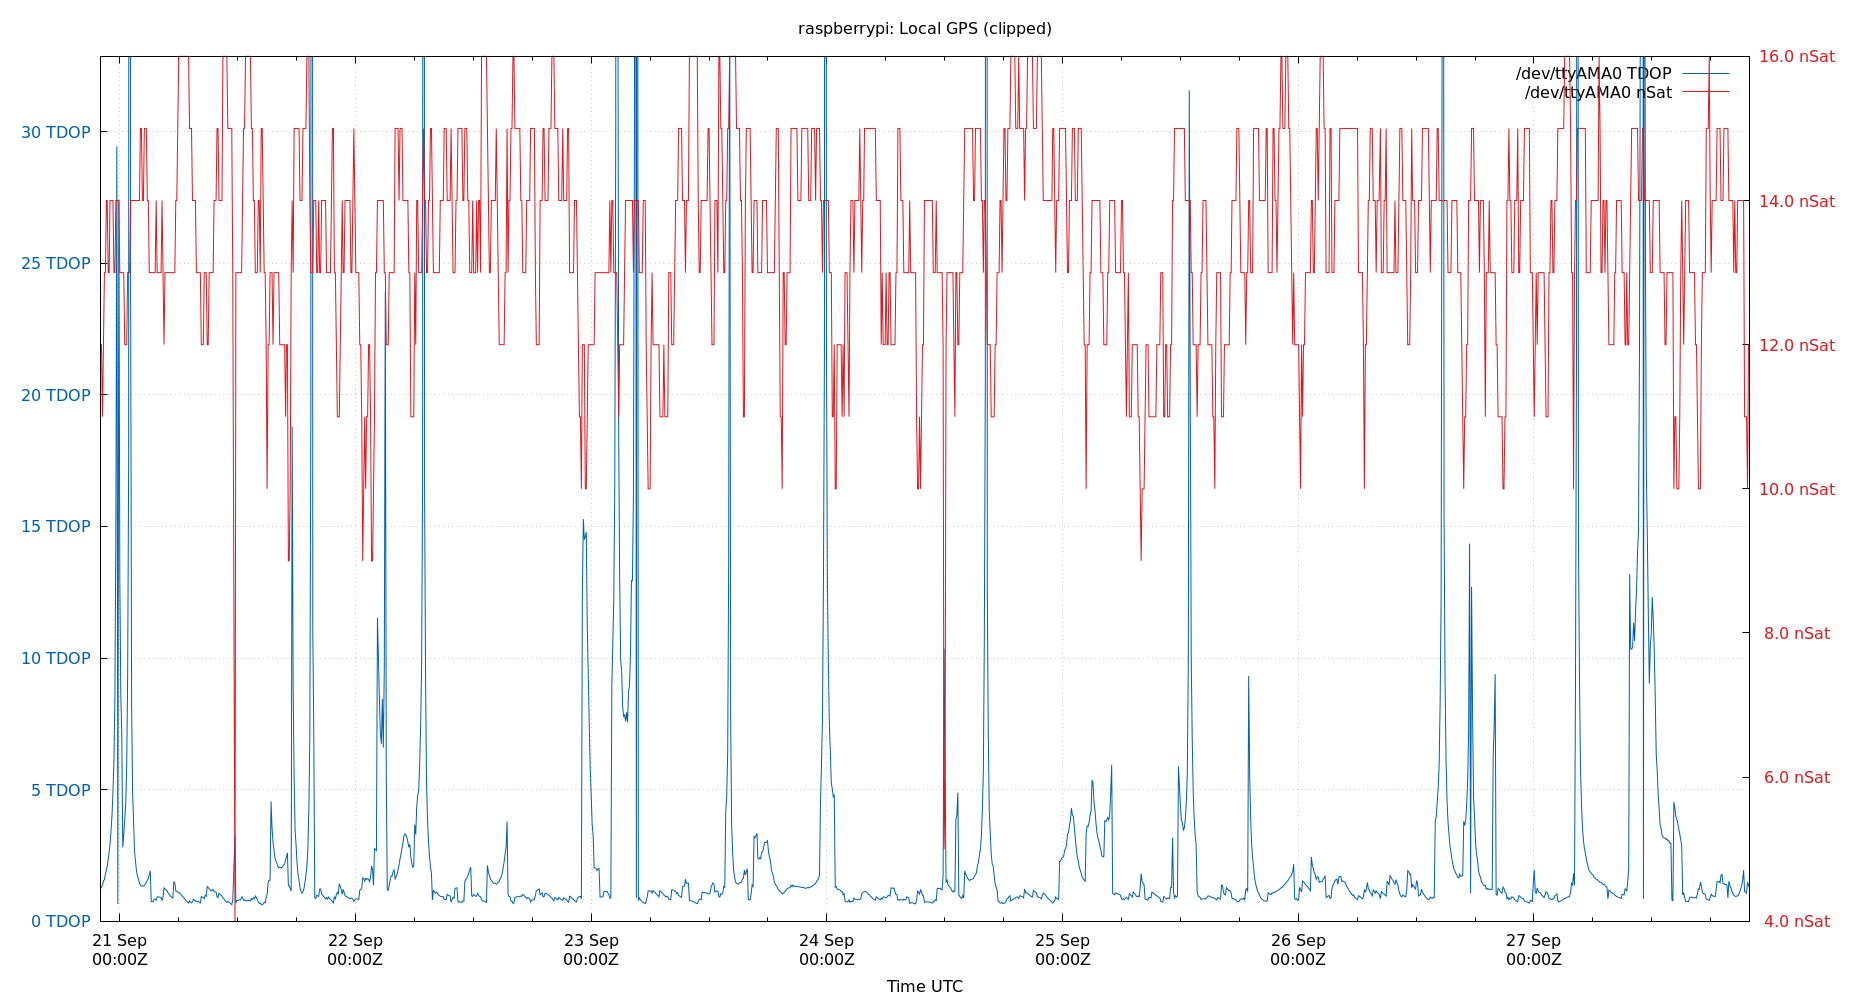 raspberrypi: Local GPS (clipped)
16.0 nSat
/dev/ttyAMA0 TDOP
/dev/ttyAMA0 nSat
30 TDOP
14.0 nSat
25 TDOP
12.0 nSat
20 TDOP
10.0 nSat
15 TDOP
8.0 nSat
10 TDOP
6.0 nSat
5 TDOP
0 TDOP
4.0 nSat
21 Sep 22 Sep 23 Sep 24 Sep 25 Sep 26 Sep 27 Sep
00:00Z 00:00Z 00:00Z 00:00Z 00:00Z 00:00Z 00:00Z
Time UTC